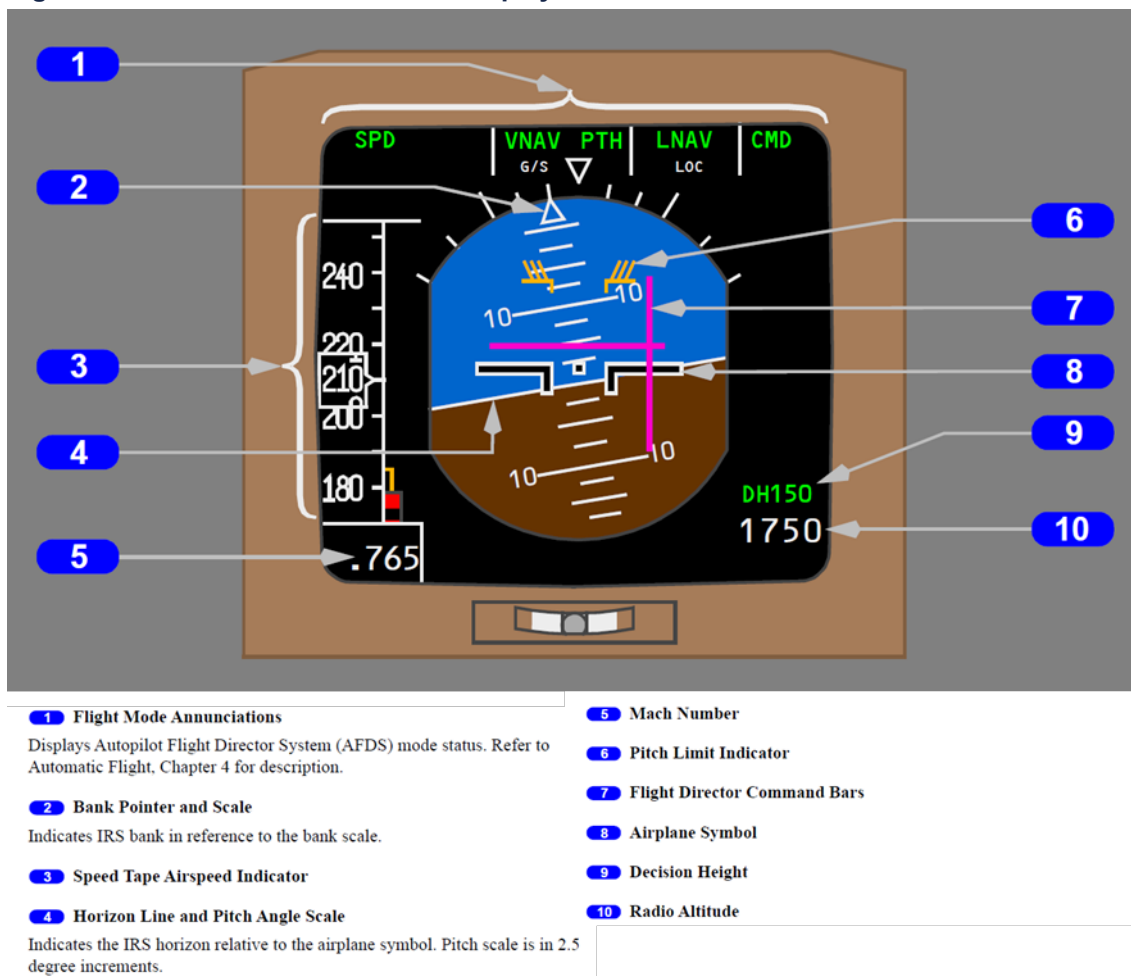 1
SPD VNAV PTH LNAV CMD
G/S LOC
2
3
4
5
240
220
210
200
180
.765
10 10
10 10
6
7
8
9
10
DH150
1750
1 Flight Mode Annunciations
Displays Autopilot Flight Director System (AFDS) mode status. Refer to
Automatic Flight, Chapter 4 for description.
2 Bank Pointer and Scale
Indicates IRS bank in reference to the bank scale.
3 Speed Tape Airspeed Indicator
4 Horizon Line and Pitch Angle Scale
Indicates the IRS horizon relative to the airplane symbol. Pitch scale is in 2.5
degree increments.
5 Mach Number
6 Pitch Limit Indicator
7 Flight Director Command Bars
8 Airplane Symbol
9 Decision Height
10 Radio Altitude